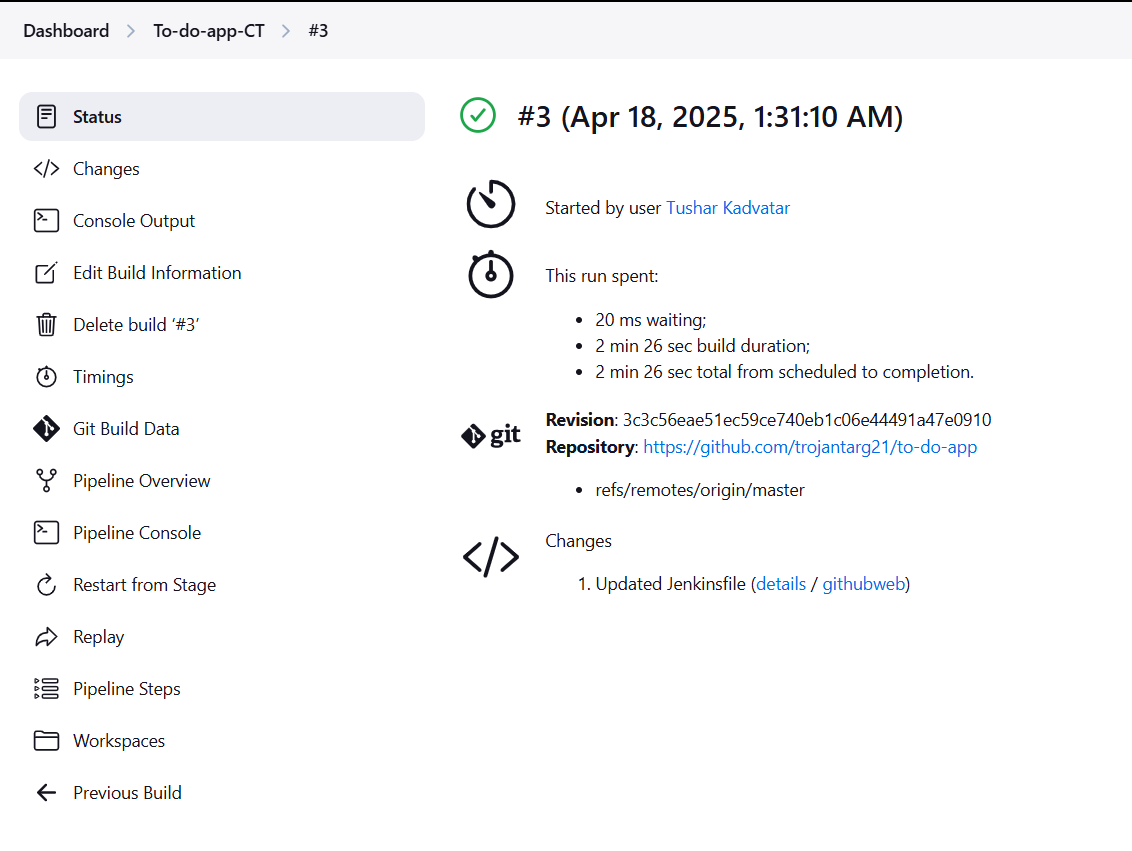 Dashboard > To-do-app-CT > #3
Status
Changes
Console Output
Edit Build Information
Delete build ‘#3’
Timings
Git Build Data
Pipeline Overview
Pipeline Console
Restart from Stage
Replay
Pipeline Steps
Workspaces
Previous Build
#3 (Apr 18, 2025, 1:31:10 AM)
Started by user Tushar Kadvatar
This run spent:
• 20 ms waiting;
• 2 min 26 sec build duration;
• 2 min 26 sec total from scheduled to completion.
git
Revision: 3c3c56eae51ec59ce740eb1c06e44491a47e0910
Repository: https://github.com/trojantarg21/to-do-app
• refs/remotes/origin/master
Changes
1. Updated Jenkinsfile (details / githubweb)